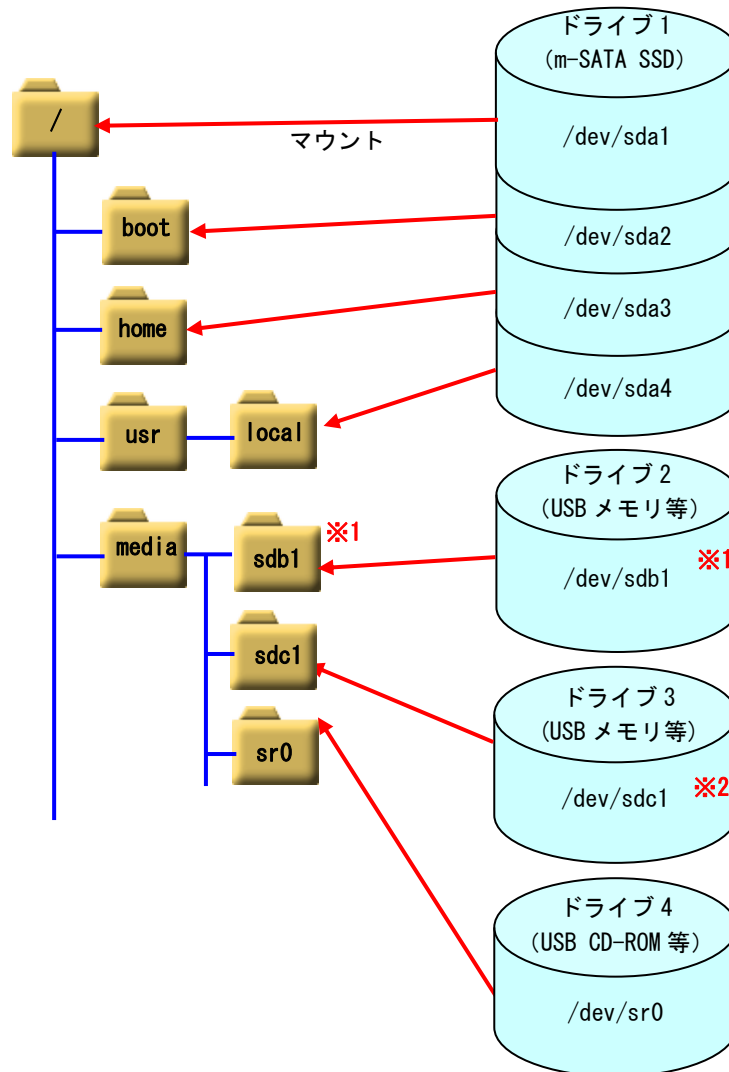 ドライブ1
(m-SATA SSD)
/
マウント
/dev/sda1
boot
/dev/sda2
home
/dev/sda3
usr
local
/dev/sda4
ドライブ2
(USB メモリ等)
media
sdb1
※1
/dev/sdb1
※1
sdc1
ドライブ3
(USB メモリ等)
sr0
/dev/sdc1
※2
ドライブ4
(USB CD-ROM 等)
/dev/sr0